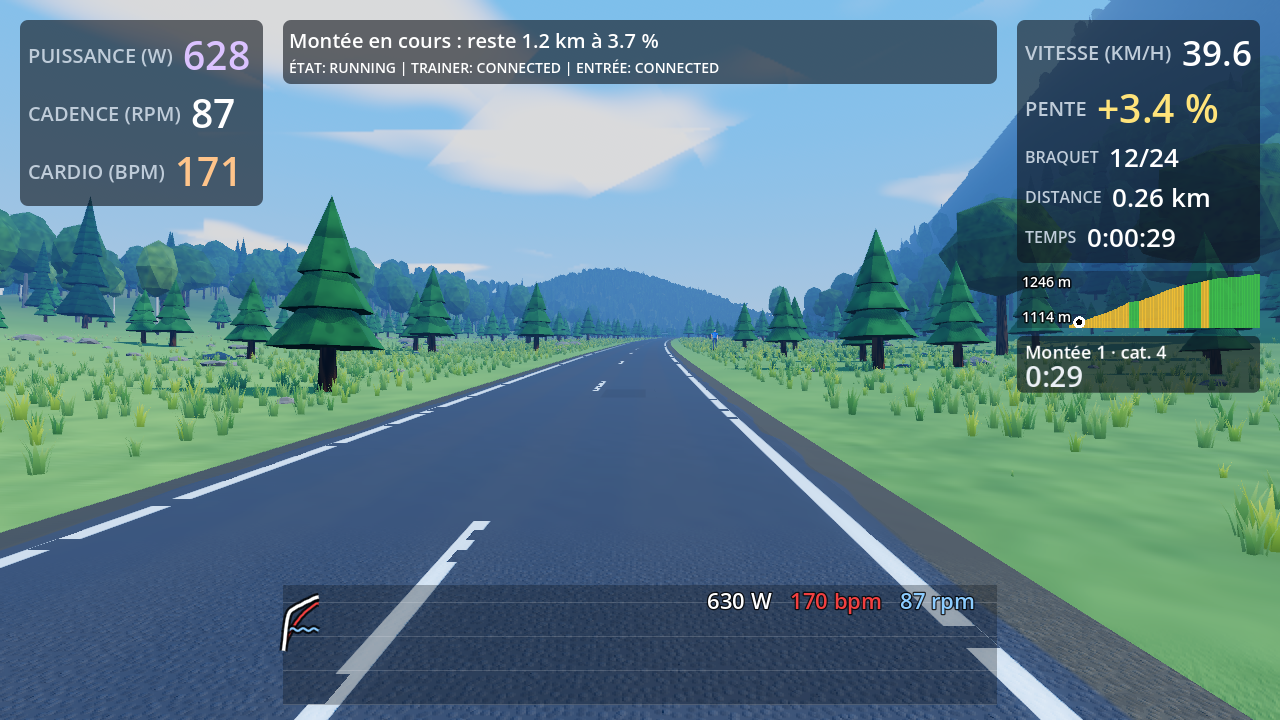 PUISSANCE (W) 628
CADENCE (RPM) 87
CARDIO (BPM) 171
Montée en cours : reste 1.2 km à 3.7 %
ÉTAT: RUNNING | TRAINER: CONNECTED | ENTRÉE: CONNECTED
VITESSE (KM/H) 39.6
PENTE +3.4 %
BRAQUET 12/24
DISTANCE 0.26 km
TEMPS 0:00:29
1246 m
1114 m
Montée 1 · cat. 4
0:29
630 W 170 bpm 87 rpm